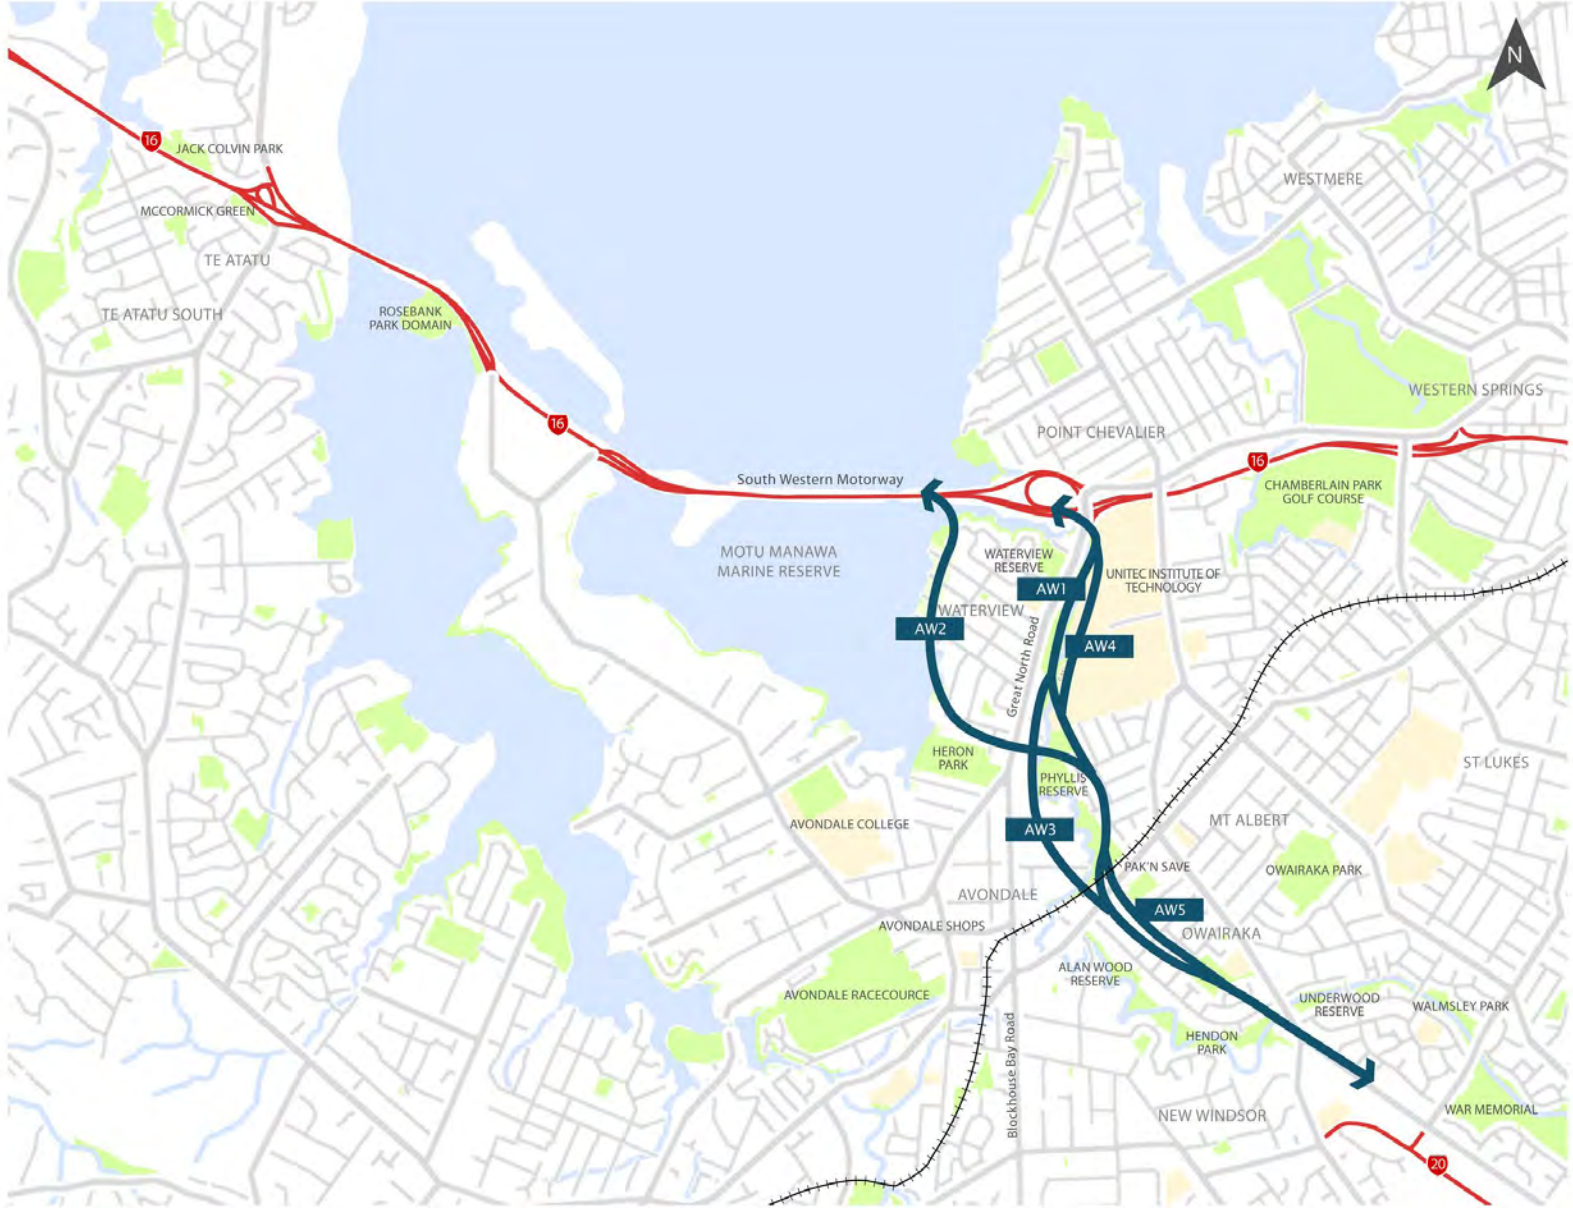 N
16
JACK COLVIN PARK
MCCORMICK GREEN
TE ATATU
TE ATATU SOUTH
ROSEBANK
PARK DOMAIN
16
WESTMERE
WESTERN SPRINGS
POINT CHEVALIER
16
CHAMBERLAIN PARK
GOLF COURSE
South Western Motorway
MOTU MANAWA
MARINE RESERVE
WATERVIEW
RESERVE
UNITEC INSTITUTE OF
TECHNOLOGY
AW1
WATERVIEW
AW2
AW4
Great North Road
HERON
PARK
PHYLLIS
RESERVE
ST LUKES
AVONDALE COLLEGE
AW3
MT ALBERT
PAK'N SAVE
OWAIRAKA PARK
AVONDALE
AW5
AVONDALE SHOPS
OWAIRAKA
ALAN WOOD
RESERVE
AVONDALE RACECOURCE
UNDERWOOD
RESERVE
WALMSLEY PARK
HENDON
PARK
Blockhouse Bay Road
NEW WINDSOR
WAR MEMORIAL
20